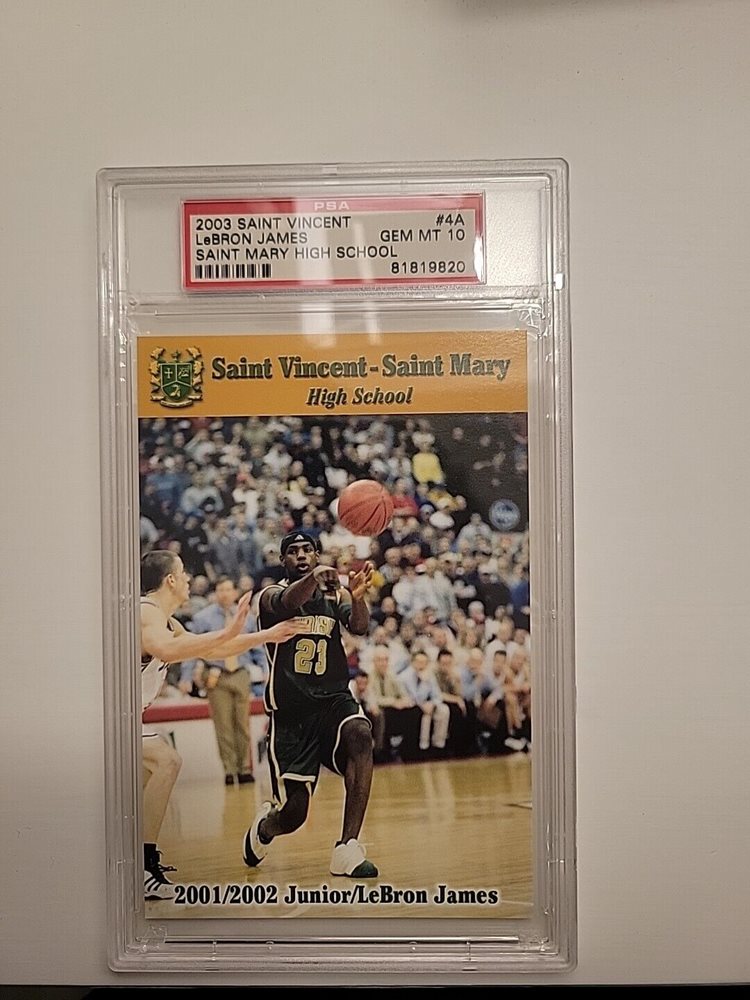 PSA
2003 SAINT VINCENT #4A
LeBRON JAMES GEM MT 10
SAINT MARY HIGH SCHOOL
81819820
Saint Vincent-Saint Mary
High School
23
2001/2002 Junior/LeBron James